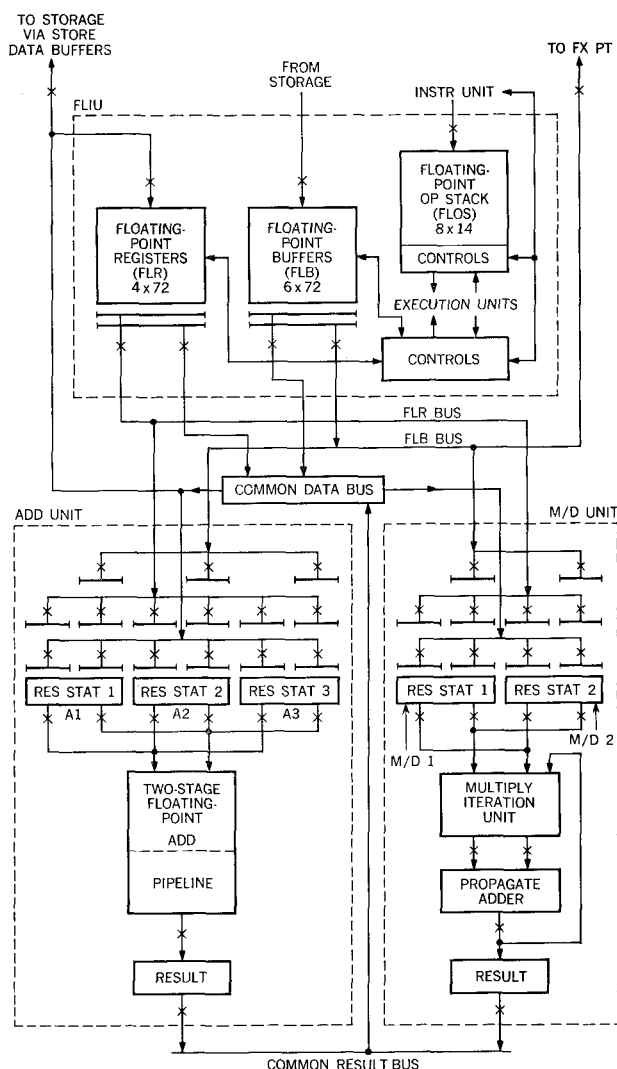 TO STORAGE
VIA STORE
DATA BUFFERS
TO FX PT
FROM
STORAGE
INSTR UNIT
FLIU
FLOATING-
POINT
REGISTERS
(FLR)
4 x 72
FLOATING-
POINT
BUFFERS
(FLB)
6 x 72
FLOATING-
POINT
OP STACK
(FLOS)
8 x 14
CONTROLS
EXECUTION UNITS
CONTROLS
FLR BUS
FLB BUS
COMMON DATA BUS
ADD UNIT
M/D UNIT
RES STAT 1
RES STAT 2
RES STAT 3
A1
A2
A3
RES STAT 1
RES STAT 2
M/D 1
M/D 2
TWO-STAGE
FLOATING-
POINT
ADD
PIPELINE
RESULT
MULTIPLY
ITERATION
UNIT
PROPAGATE
ADDER
RESULT
COMMON RESULT BUS